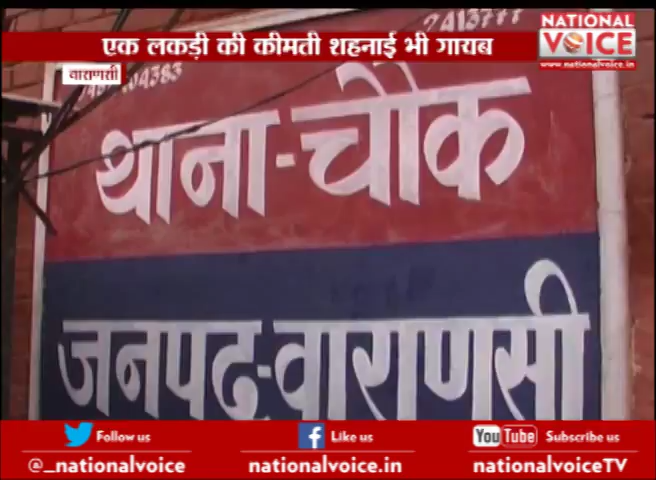 एक लकड़ी की कीमती शहनाई भी गायब
NATIONAL
VOICE
www.nationalvoice.in
वाराणसी
थाना-चौक
जनपद-वाराणसी
Follow us
Like us
YouTube Subscribe us
@_nationalvoice
nationalvoice.in
nationalvoiceTV